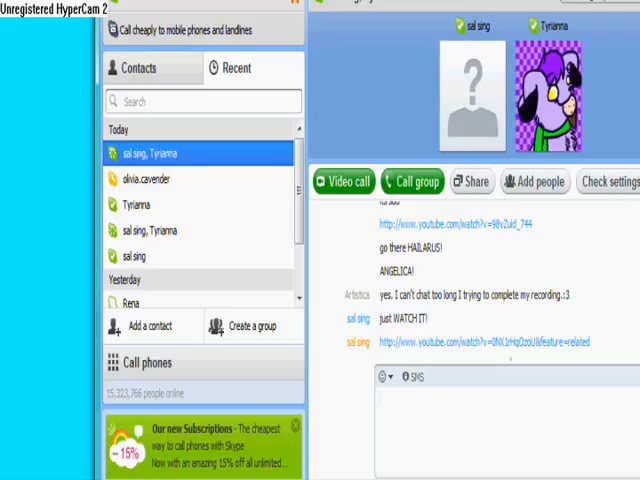 Unregistered HyperCam 2
Call cheaply to mobile phones and landlines
sal sing
Tyrianna
Contacts
Recent
Search
Today
sal sing, Tyrianna
olivia.cavender
Tyrianna
sal sing, Tyrianna
sal sing
Yesterday
Rena
Add a contact
Create a group
Call phones
15,323,766 people online
Our new Subscriptions - The cheapest
way to call phones with Skype
Now with an amazing 15% off all unlimited...
- 15%
Video call
Call group
Share
Add people
Check settings
http://www.youtube.com/watch?v=98vZuid_744
go there HAILARUS!
ANGELICA!
Artistica yes. I can't chat too long I trying to complete my recording.:3
sal sing just WATCH IT!
sal sing http://www.youtube.com/watch?v=0NX1rHqOzoU&feature=related
SMS